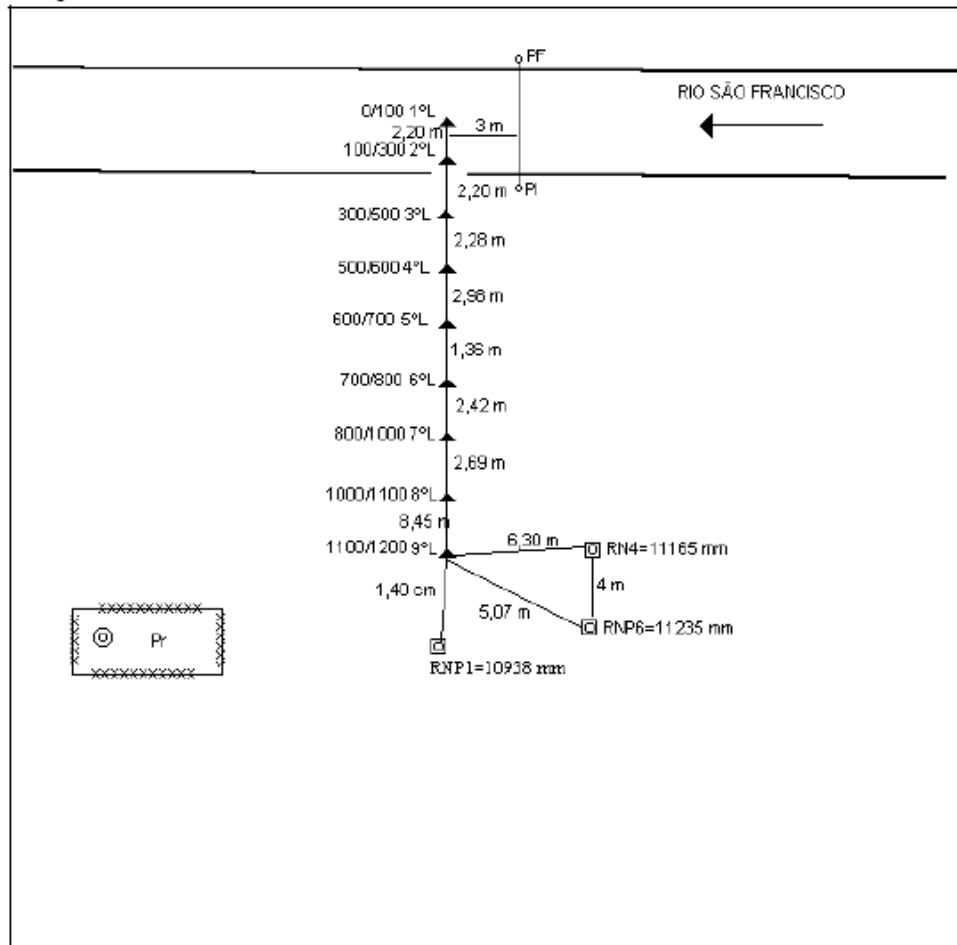 PF
RIO SÃO FRANCISCO
0/100 1ºL
2,20 m
3 m
100/300 2ºL
2,20 m
PI
300/500 3ºL
2,28 m
500/600 4ºL
2,98 m
600/700 5ºL
1,36 m
700/800 6ºL
2,42 m
800/1000 7ºL
2,69 m
1000/1100 8ºL
8,45 m
1100/1200 9ºL
6,30 m
RN4=11165 mm
1,40 cm
4 m
5,07 m
RNP6=11235 mm
Pr
RNP1=10938 mm